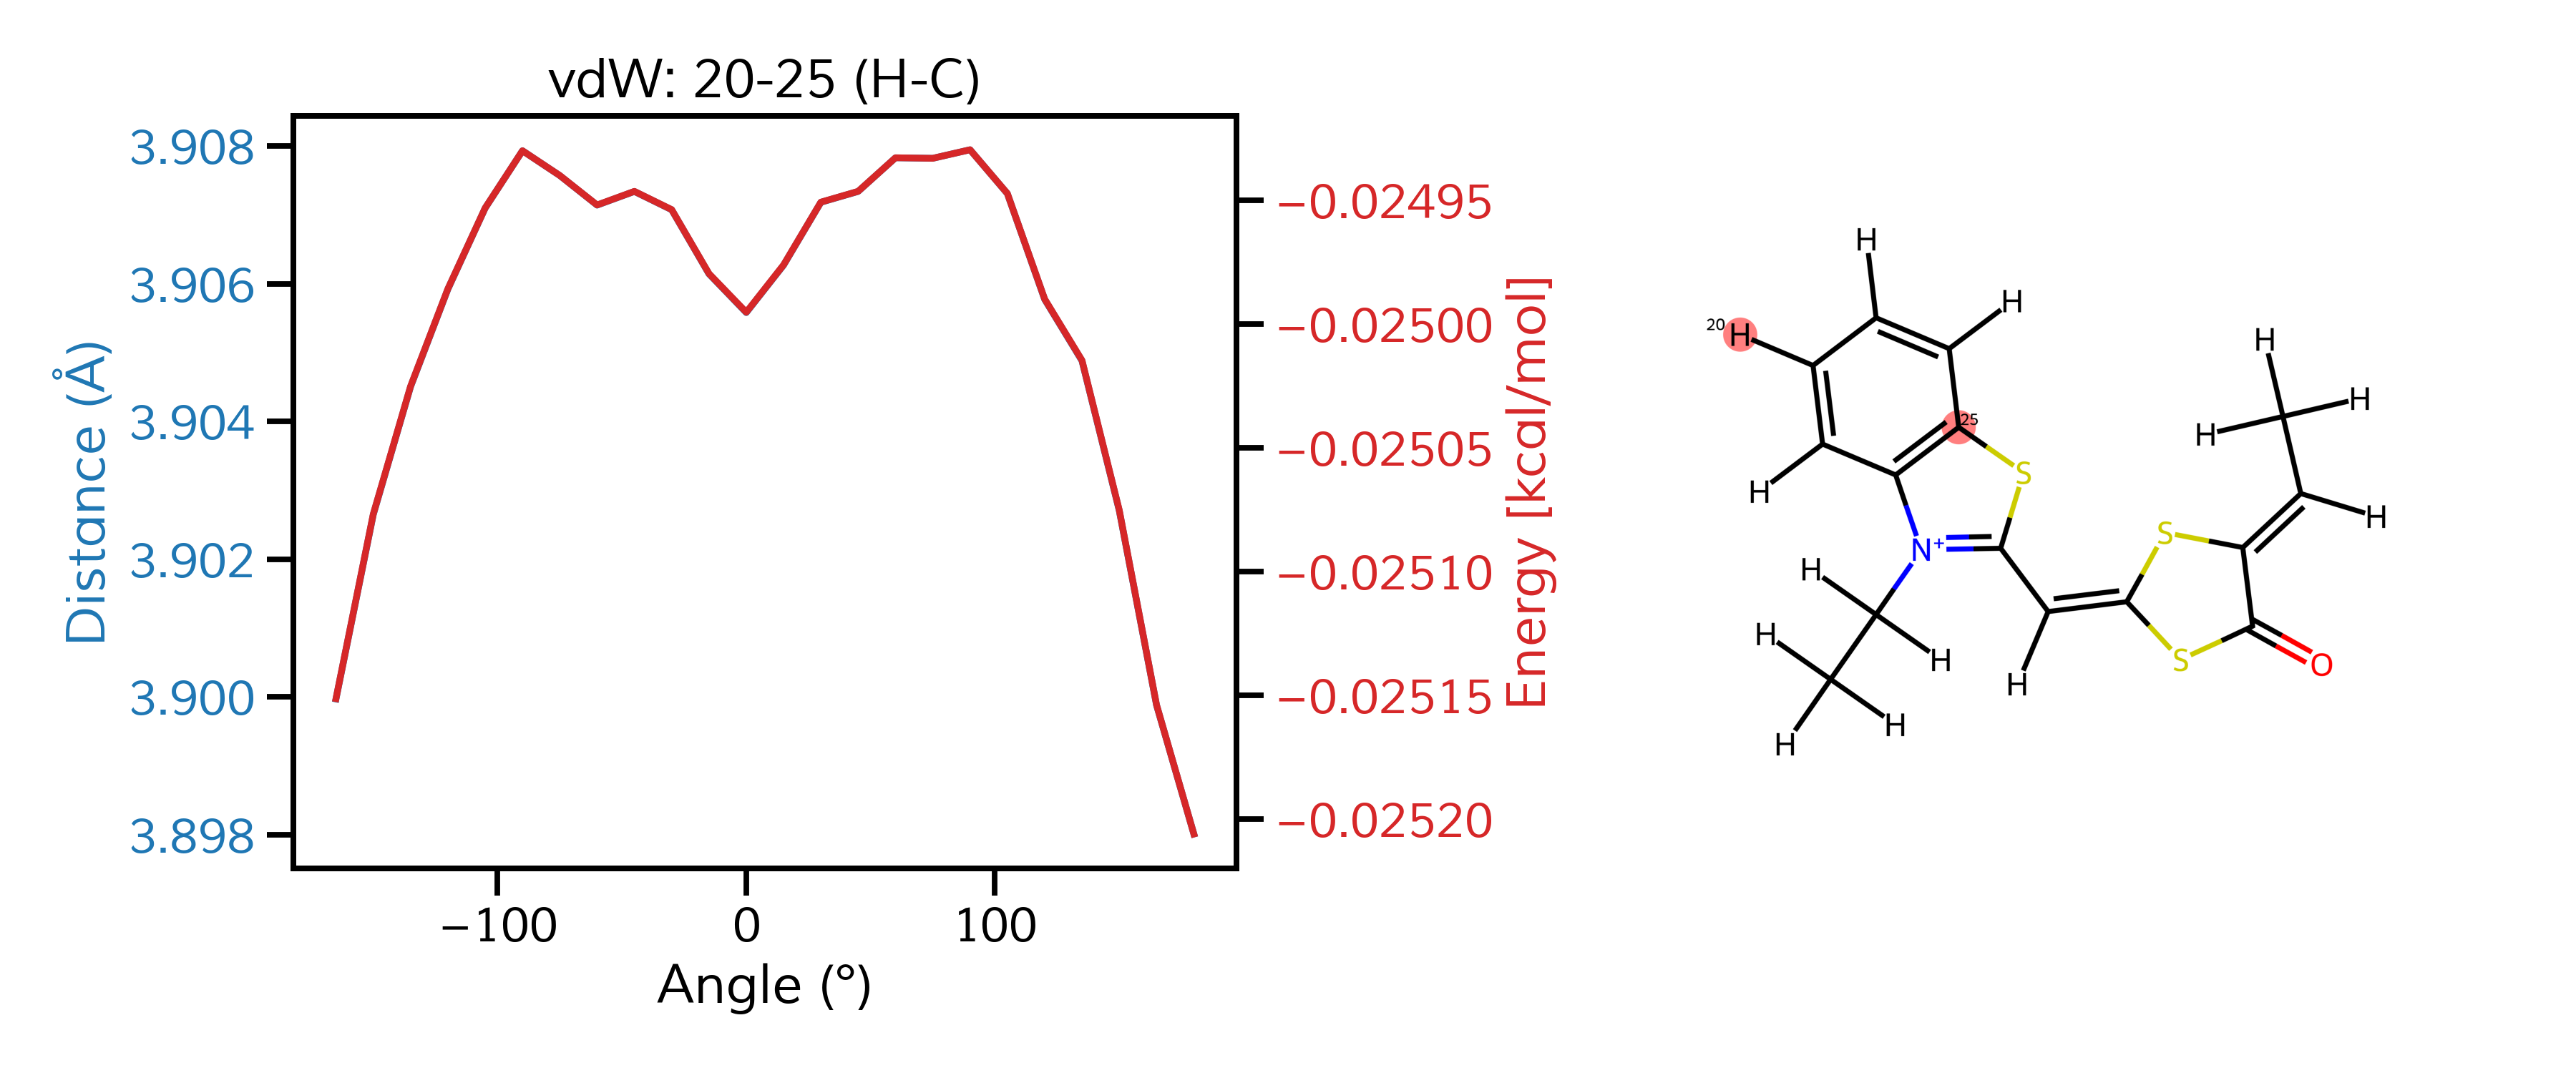 vdW: 20-25 (H-C)
Distance (Å)
3.908
3.906
3.904
3.902
3.900
3.898
−100
0
100
Angle (°)
−0.02495
−0.02500
−0.02505
−0.02510
−0.02515
−0.02520
Energy [kcal/mol]
H
H
20 H
H
25
H
S
H
H
H
S
N+
H
H
H
S
O
H
H
H